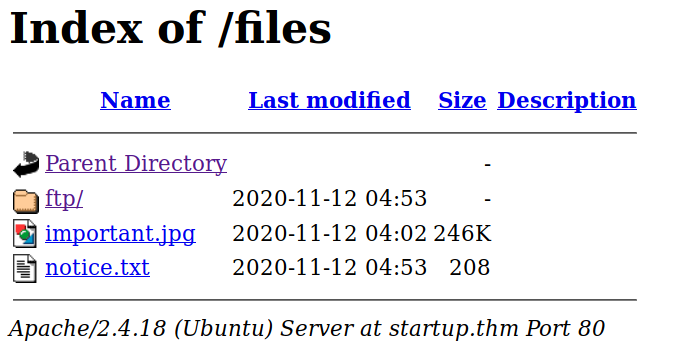 Index of /files
Name Last modified Size Description
Parent Directory -
ftp/ 2020-11-12 04:53 -
important.jpg 2020-11-12 04:02 246K
notice.txt 2020-11-12 04:53 208
Apache/2.4.18 (Ubuntu) Server at startup.thm Port 80